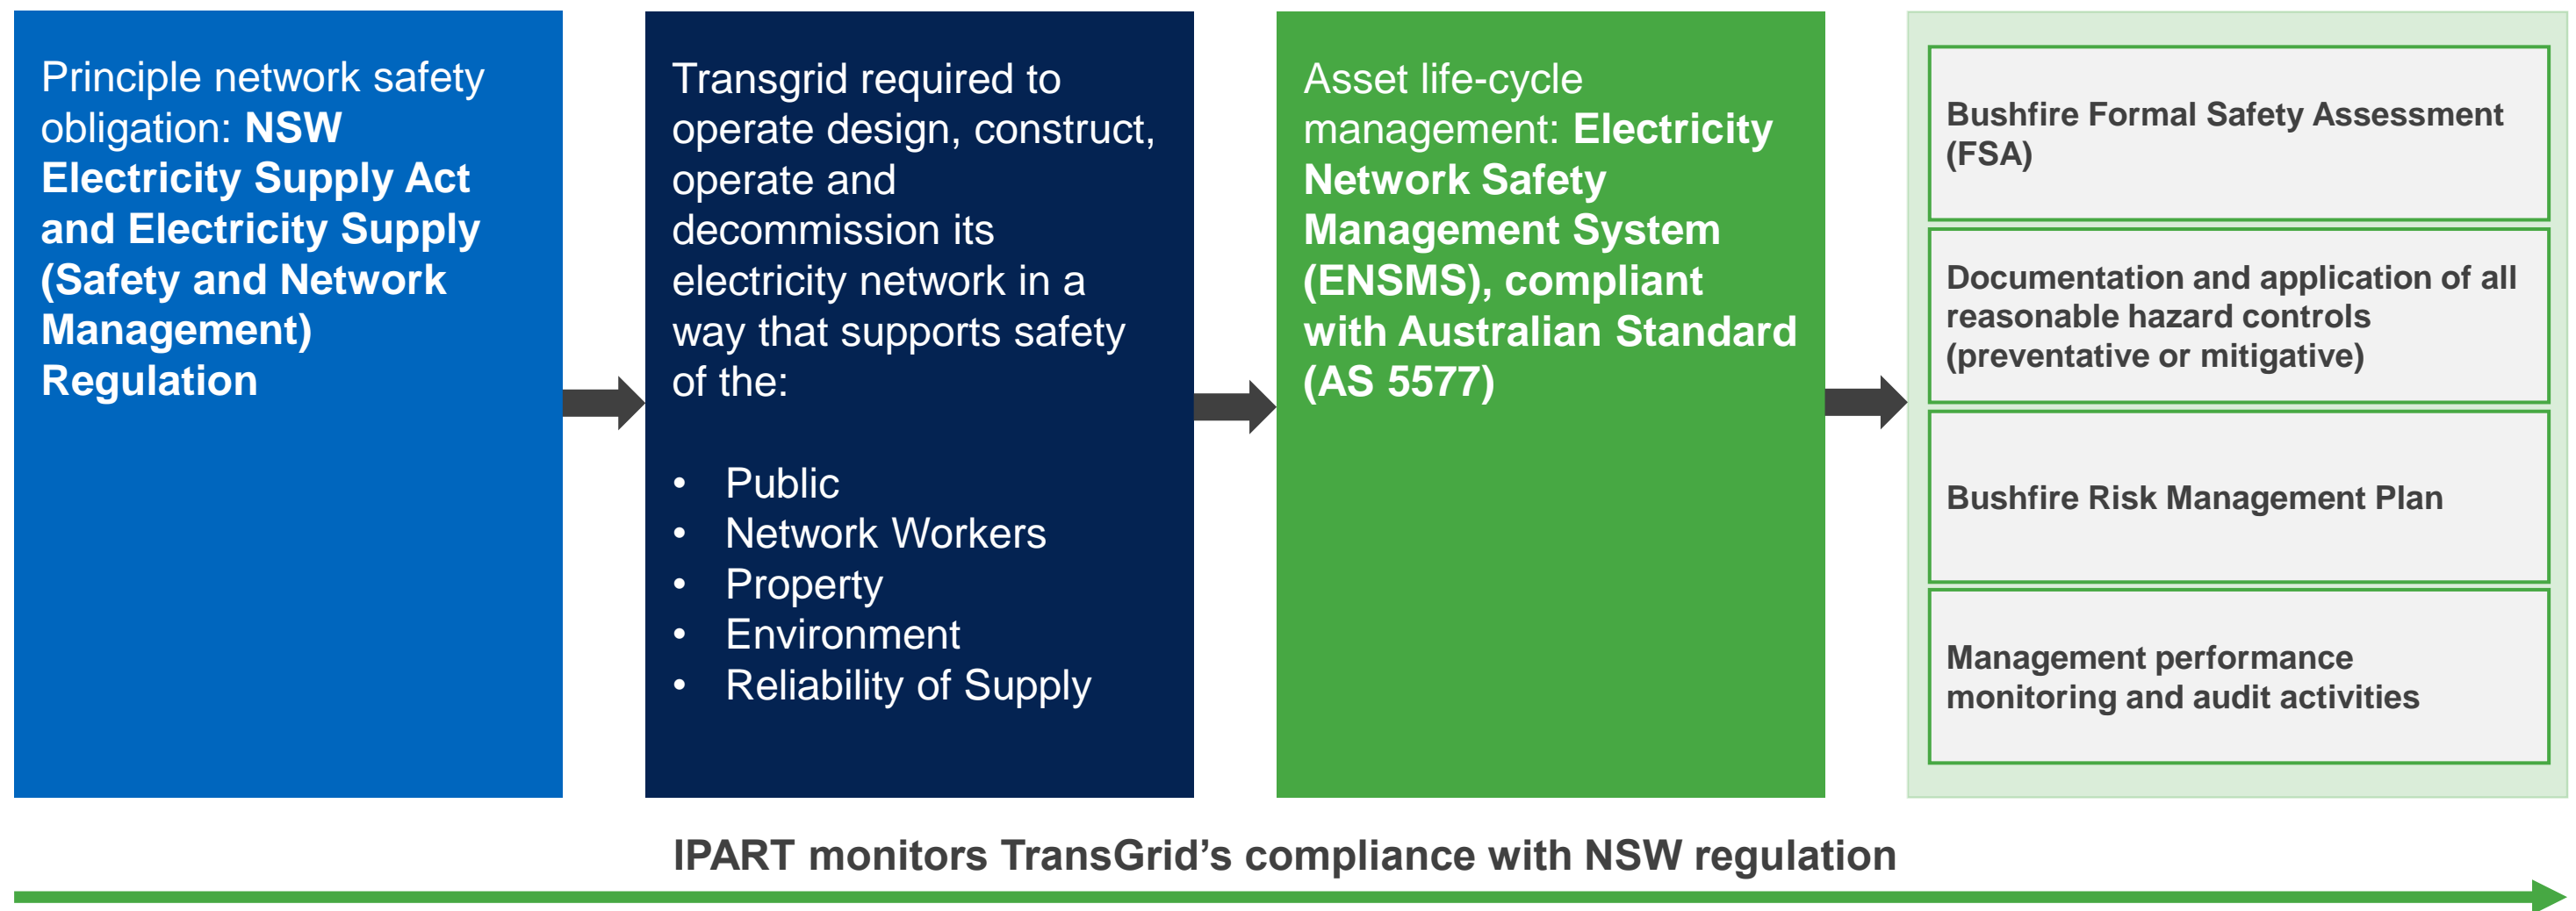 Principle network safety
obligation: NSW
Electricity Supply Act
and Electricity Supply
(Safety and Network
Management)
Regulation
Transgrid required to
operate design, construct,
operate and
decommission its
electricity network in a
way that supports safety
of the:
• Public
• Network Workers
• Property
• Environment
• Reliability of Supply
Asset life-cycle
management: Electricity
Network Safety
Management System
(ENSMS), compliant
with Australian Standard
(AS 5577)
Bushfire Formal Safety Assessment
(FSA)
Documentation and application of all
reasonable hazard controls
(preventative or mitigative)
Bushfire Risk Management Plan
Management performance
monitoring and audit activities
IPART monitors TransGrid’s compliance with NSW regulation